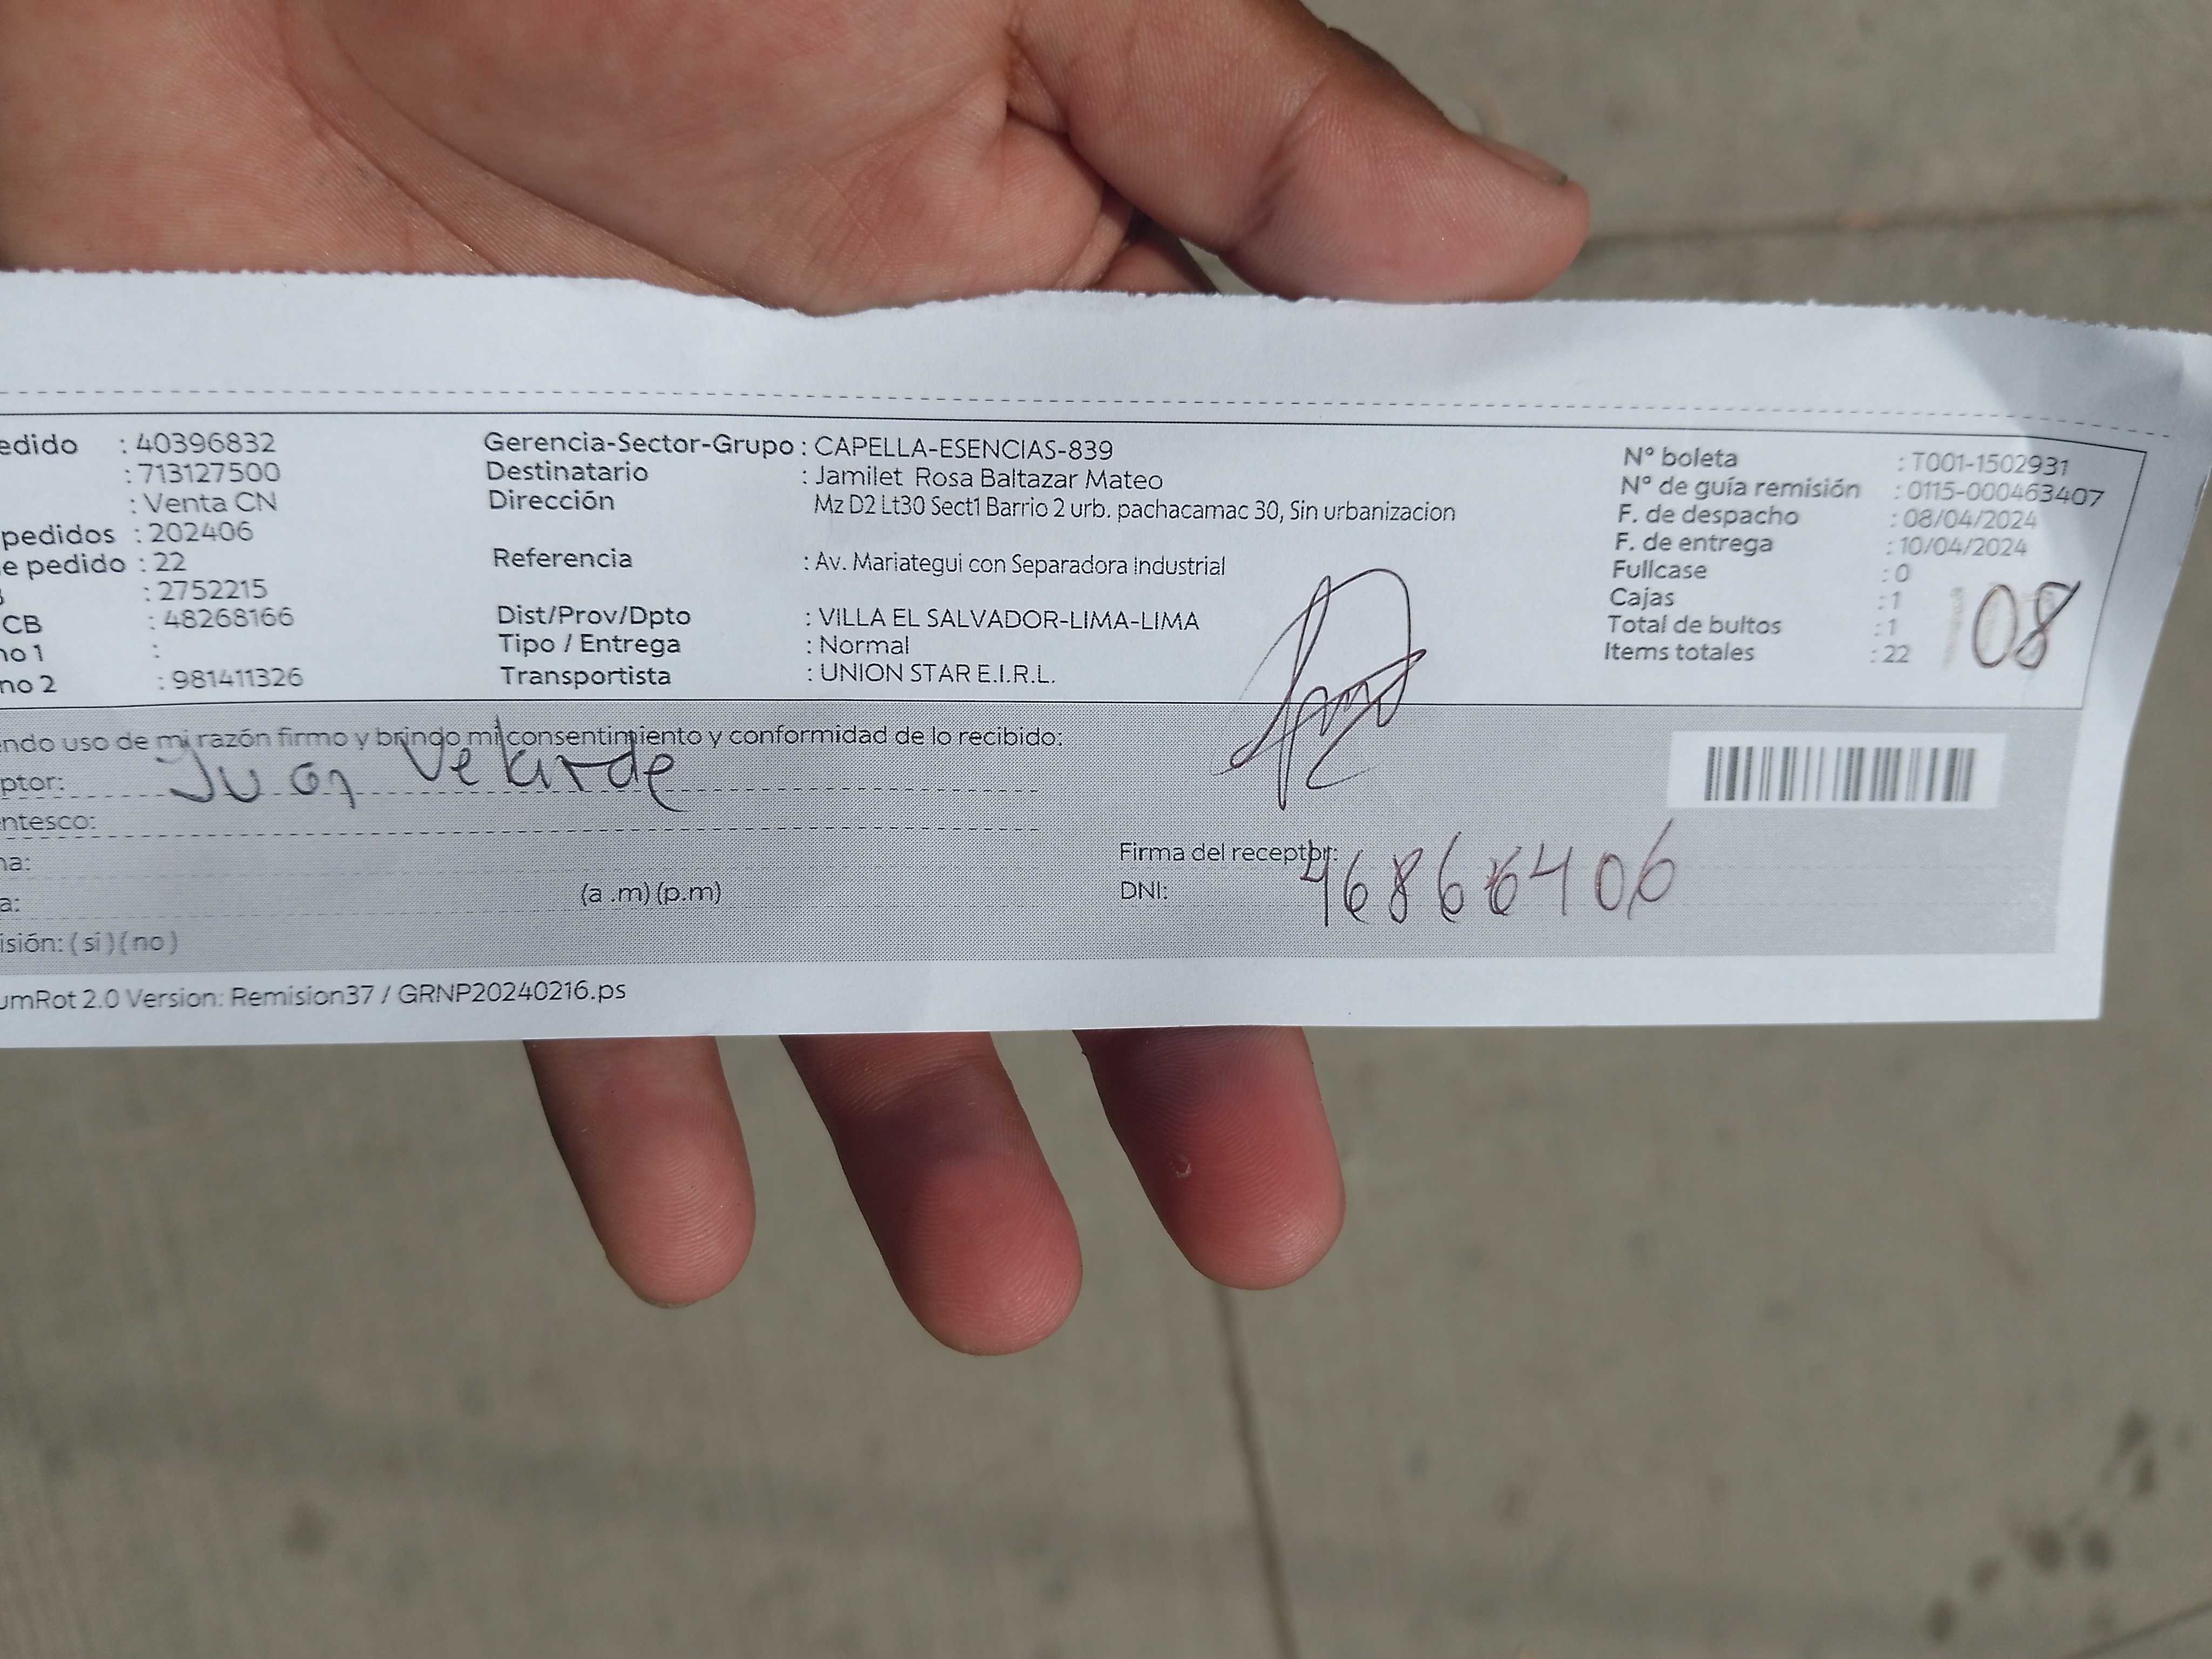 edido : 40396832
: 713127500
: Venta CN
pedidos : 202406
e pedido : 22
: 2752215
CB : 48268166
no 1 :
no 2 : 981411326
Gerencia-Sector-Grupo : CAPELLA-ESENCIAS-839
Destinatario : Jamilet Rosa Baltazar Mateo
Dirección Mz D2 Lt30 Sect1 Barrio 2 urb. pachacamac 30, Sin urbanizacion
Referencia : Av. Mariategui con Separadora Industrial
Dist/Prov/Dpto : VILLA EL SALVADOR-LIMA-LIMA
Tipo / Entrega : Normal
Transportista : UNION STAR E.I.R.L.
N° boleta : T001-1502931
N° de guía remisión : 0115-000463407
F. de despacho : 08/04/2024
F. de entrega : 10/04/2024
Fullcase : 0
Cajas : 1
Total de bultos : 1
Items totales : 22
08
ndo uso de mi razón firmo y brindo mi consentimiento y conformidad de lo recibido:
ptor: Juan Velarde
ntesco:
na:
a: (a .m) (p.m)
isión: ( si ) ( no )
Firma del receptor:
DNI: 46866406
umRot 2.0 Version: Remision37 / GRNP20240216.ps